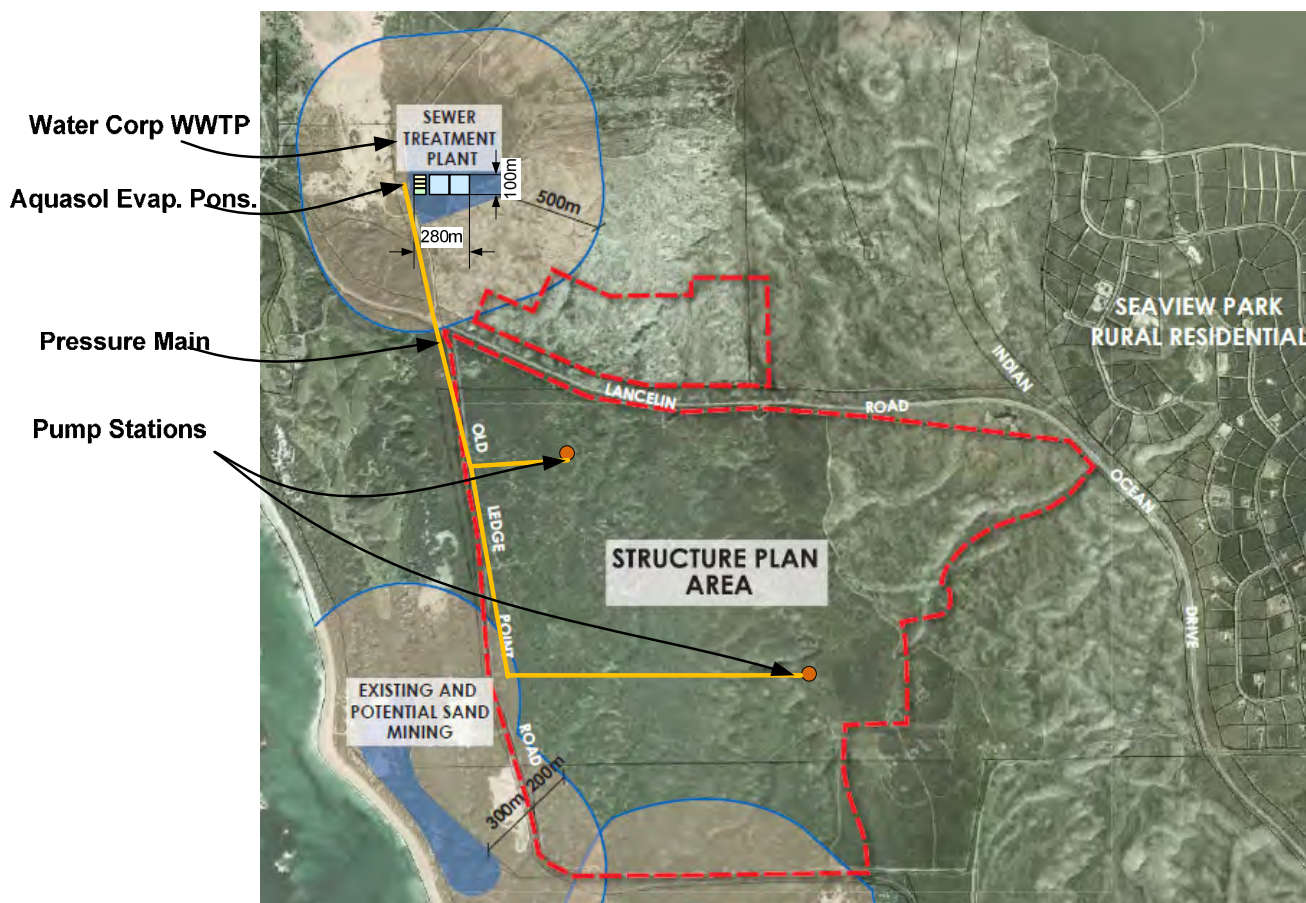 Water Corp WWTP
Aquasol Evap. Pons.
Pressure Main
Pump Stations
SEWER
TREATMENT
PLANT
100m
500m
280m
SEAVIEW PARK
RURAL RESIDENTIAL
INDIAN
OCEAN
DRIVE
LANCELIN
ROAD
OLD
LEDGE
POINT
ROAD
STRUCTURE PLAN
AREA
EXISTING AND
POTENTIAL SAND
MINING
300m
200m